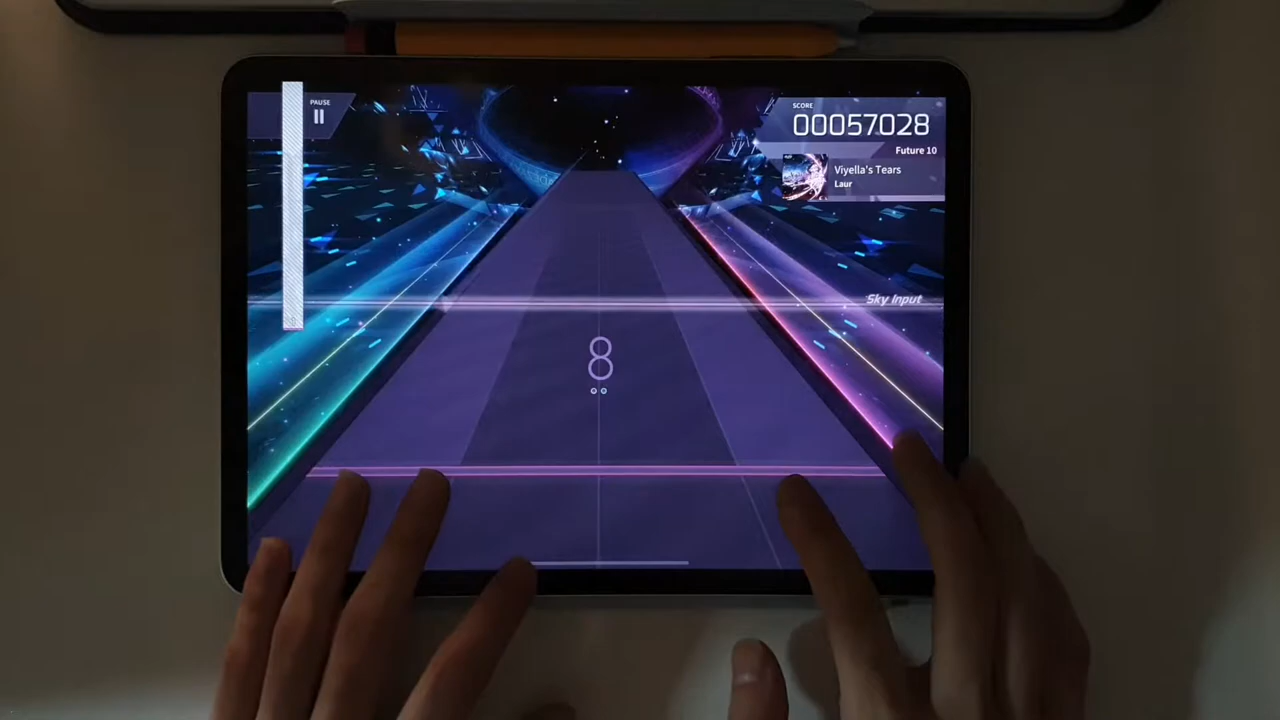 PAUSE
SCORE
00057028
Future 10
Viyella's Tears
Laur
Sky Input
8